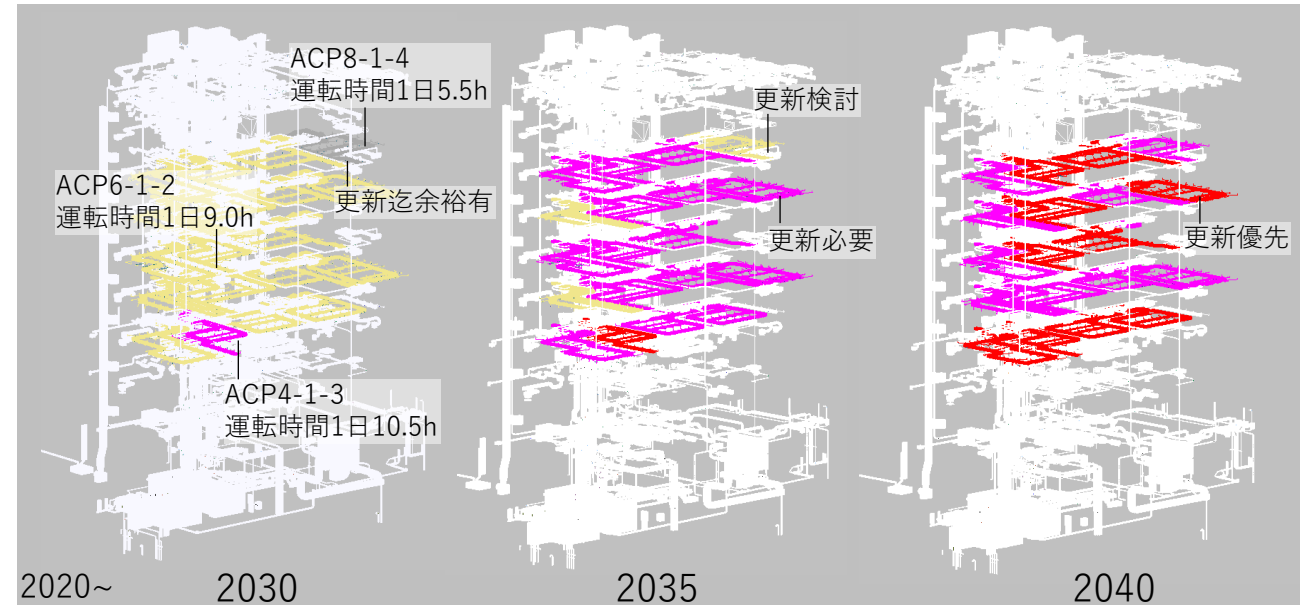 ACP8-1-4
運転時間1日5.5h
更新迄余裕有
ACP6-1-2
運転時間1日9.0h
ACP4-1-3
運転時間1日10.5h
更新検討
更新必要
更新優先
2020~
2030
2035
2040